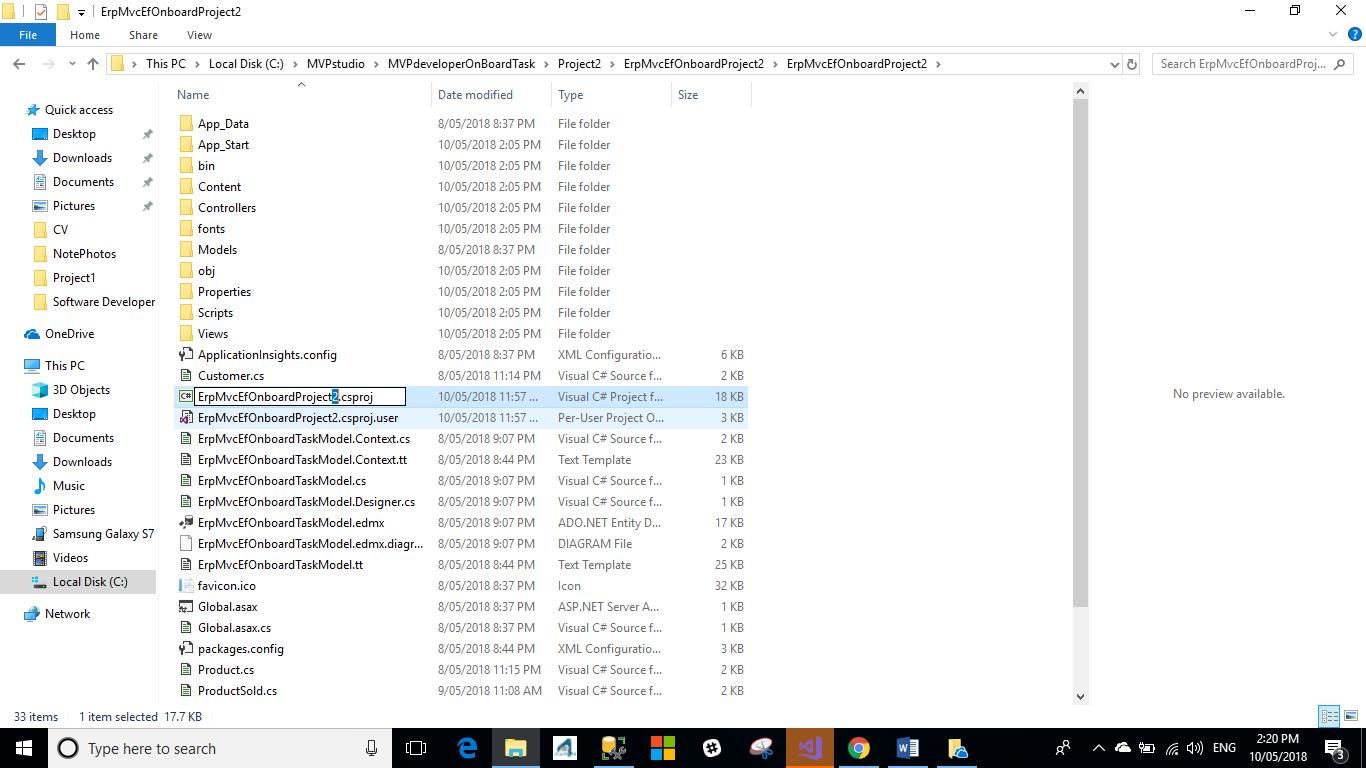 ErpMvcEfOnboardProject2
File Home Share View
This PC Local Disk (C:) MVPstudio MVPdeveloperOnBoardTask Project2 ErpMvcEfOnboardProject2 ErpMvcEfOnboardProject2
Search ErpMvcEfOnboardProj...
Quick access
Desktop
Downloads
Documents
Pictures
CV
NotePhotos
Project1
Software Developer
OneDrive
This PC
3D Objects
Desktop
Documents
Downloads
Music
Pictures
Samsung Galaxy S7
Videos
Local Disk (C:)
Network
Name Date modified Type Size
App_Data 8/05/2018 8:37 PM File folder
App_Start 10/05/2018 2:05 PM File folder
bin 10/05/2018 2:05 PM File folder
Content 10/05/2018 2:05 PM File folder
Controllers 10/05/2018 2:05 PM File folder
fonts 10/05/2018 2:05 PM File folder
Models 8/05/2018 8:37 PM File folder
obj 10/05/2018 2:05 PM File folder
Properties 10/05/2018 2:05 PM File folder
Scripts 10/05/2018 2:05 PM File folder
Views 10/05/2018 2:05 PM File folder
ApplicationInsights.config 8/05/2018 8:37 PM XML Configuratio... 6 KB
Customer.cs 8/05/2018 11:14 PM Visual C# Source f... 2 KB
ErpMvcEfOnboardProject2.csproj 10/05/2018 11:57 ... Visual C# Project f... 18 KB
ErpMvcEfOnboardProject2.csproj.user 10/05/2018 11:57 ... Per-User Project O... 3 KB
ErpMvcEfOnboardTaskModel.Context.cs 8/05/2018 9:07 PM Visual C# Source f... 2 KB
ErpMvcEfOnboardTaskModel.Context.tt 8/05/2018 8:44 PM Text Template 23 KB
ErpMvcEfOnboardTaskModel.cs 8/05/2018 9:07 PM Visual C# Source f... 1 KB
ErpMvcEfOnboardTaskModel.Designer.cs 8/05/2018 9:07 PM Visual C# Source f... 1 KB
ErpMvcEfOnboardTaskModel.edmx 8/05/2018 9:07 PM ADO.NET Entity D... 17 KB
ErpMvcEfOnboardTaskModel.edmx.diagr... 8/05/2018 9:07 PM DIAGRAM File 2 KB
ErpMvcEfOnboardTaskModel.tt 8/05/2018 8:44 PM Text Template 25 KB
favicon.ico 8/05/2018 8:37 PM Icon 32 KB
Global.asax 8/05/2018 8:37 PM ASP.NET Server A... 1 KB
Global.asax.cs 8/05/2018 8:37 PM Visual C# Source f... 1 KB
packages.config 8/05/2018 8:44 PM XML Configuratio... 3 KB
Product.cs 8/05/2018 11:15 PM Visual C# Source f... 2 KB
ProductSold.cs 9/05/2018 11:08 AM Visual C# Source f... 2 KB
No preview available.
33 items 1 item selected 17.7 KB
Type here to search
ENG
2:20 PM
10/05/2018
3